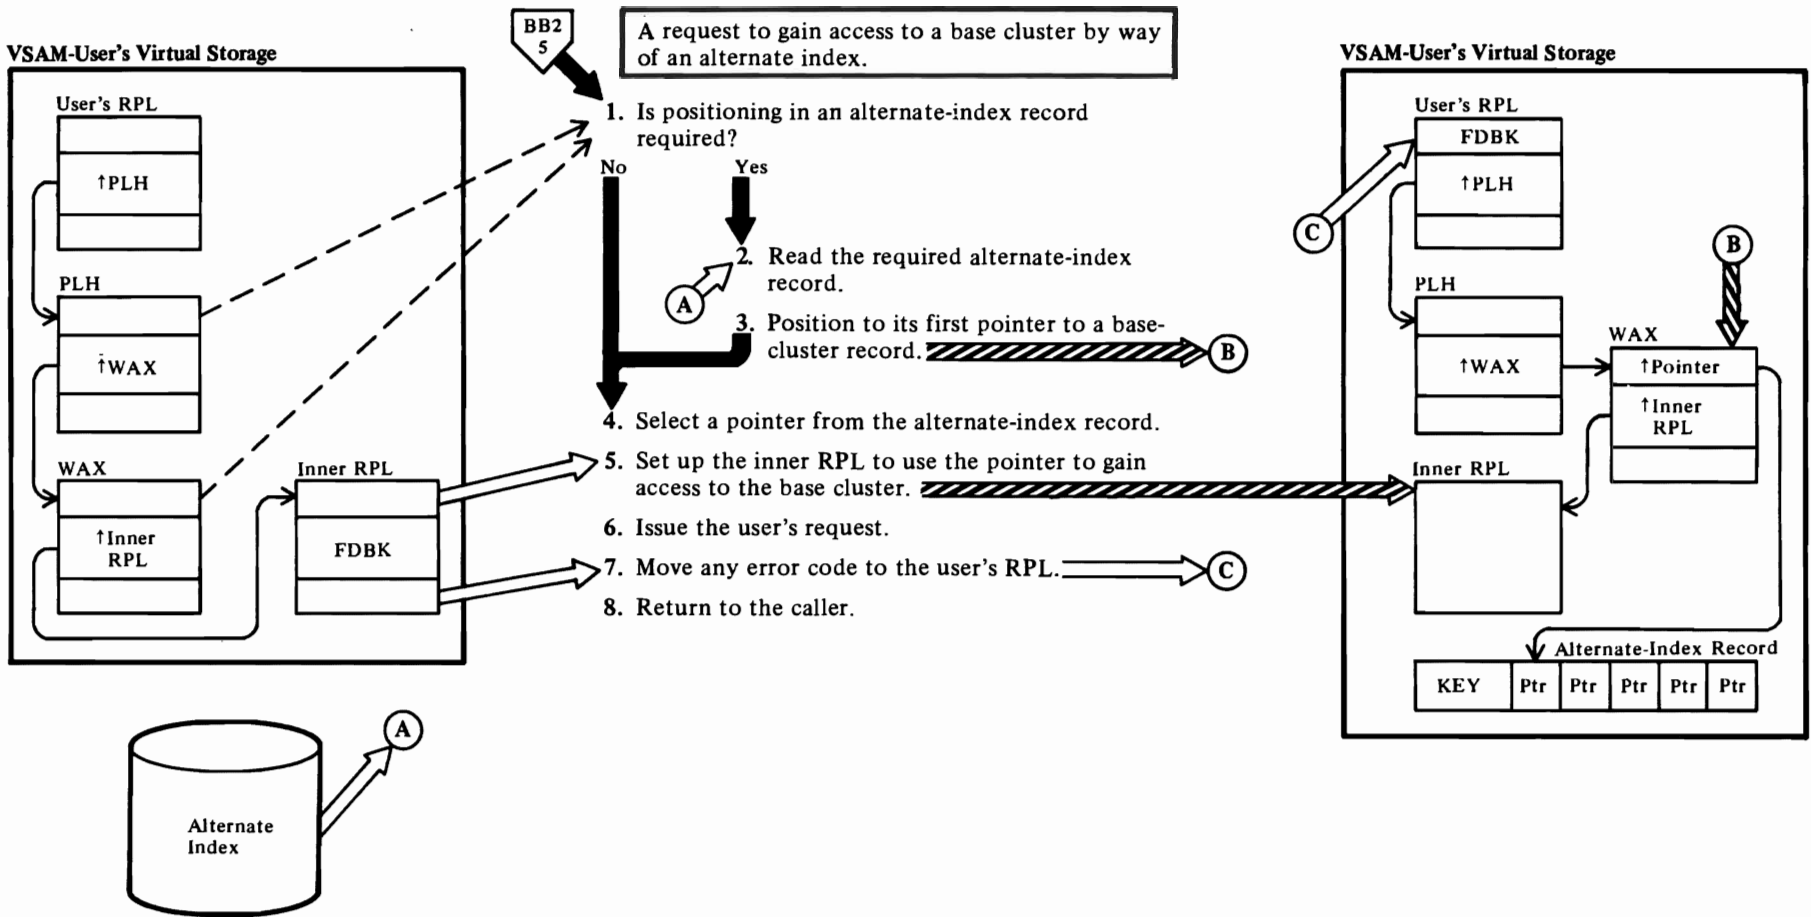 BB2
5
A request to gain access to a base cluster by way
of an alternate index.
VSAM-User's Virtual Storage
User's RPL
↑PLH
PLH
↑WAX
WAX
↑Inner
RPL
Inner RPL
FDBK
Alternate
Index
A
1. Is positioning in an alternate-index record
required?
No
Yes
2. Read the required alternate-index
record.
A
3. Position to its first pointer to a base-
cluster record.
B
4. Select a pointer from the alternate-index record.
5. Set up the inner RPL to use the pointer to gain
access to the base cluster.
6. Issue the user's request.
7. Move any error code to the user's RPL.
C
8. Return to the caller.
VSAM-User's Virtual Storage
User's RPL
FDBK
↑PLH
C
B
PLH
↑WAX
WAX
↑Pointer
↑Inner
RPL
Inner RPL
Alternate-Index Record
KEY Ptr Ptr Ptr Ptr Ptr